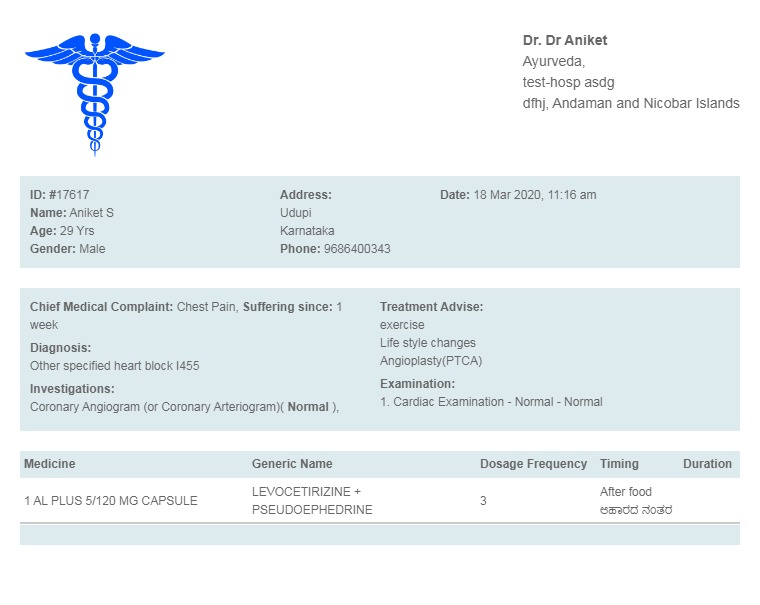 Dr. Dr Aniket
Ayurveda,
test-hosp asdg
dfhj, Andaman and Nicobar Islands
ID: #17617
Name: Aniket S
Age: 29 Yrs
Gender: Male
Address:
Udupi
Karnataka
Phone: 9686400343
Date: 18 Mar 2020, 11:16 am
Chief Medical Complaint: Chest Pain, Suffering since: 1
week
Diagnosis:
Other specified heart block I455
Investigations:
Coronary Angiogram (or Coronary Arteriogram)( Normal ),
Treatment Advise:
exercise
Life style changes
Angioplasty(PTCA)
Examination:
1. Cardiac Examination - Normal - Normal
Medicine Generic Name Dosage Frequency Timing Duration
1 AL PLUS 5/120 MG CAPSULE
LEVOCETIRIZINE +
PSEUDOEPHEDRINE
3
After food
ಆಹಾರದ ನಂತರ